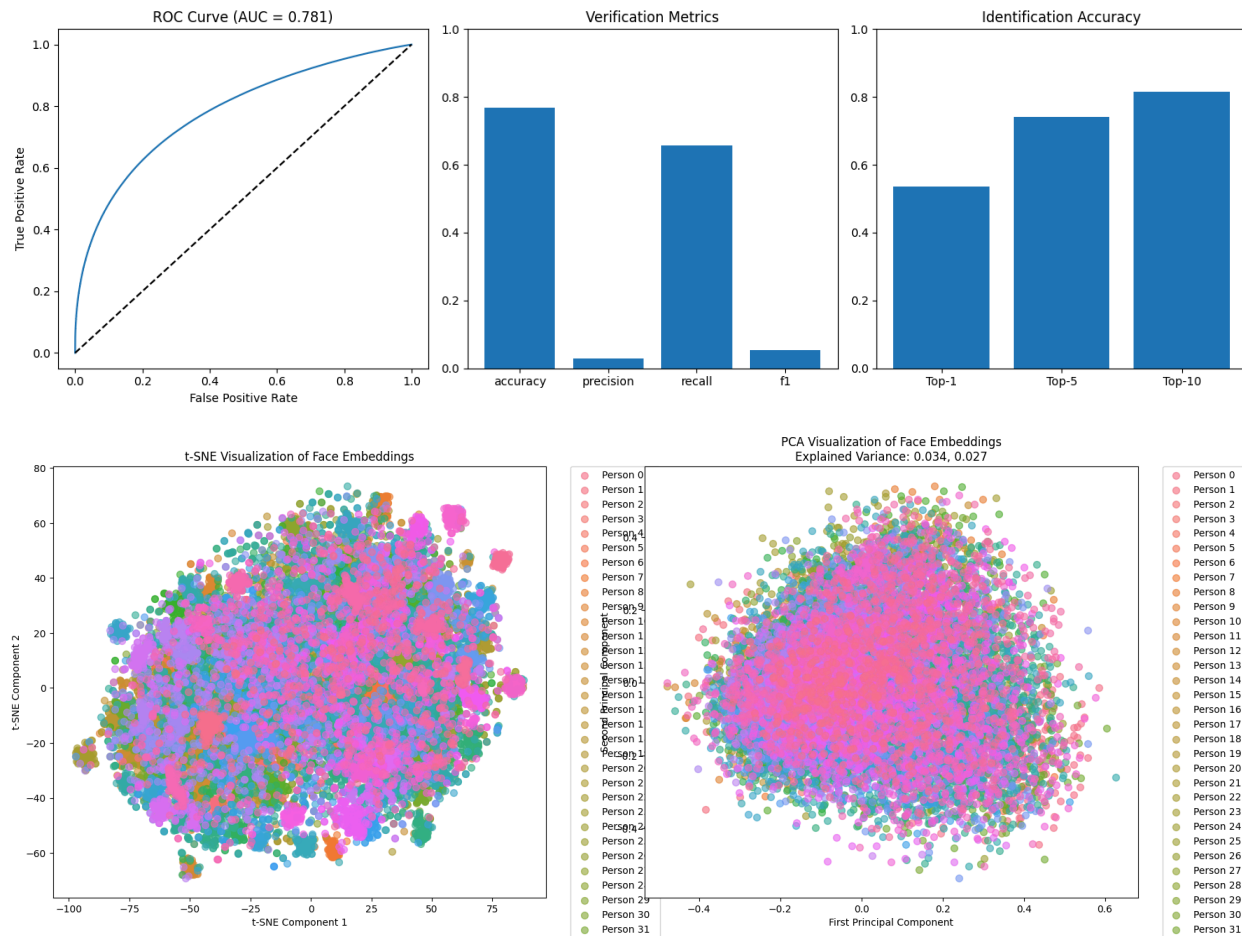 ROC Curve (AUC = 0.781)
1.0
0.8
0.6
0.4
0.2
0.0
True Positive Rate
0.0 0.2 0.4 0.6 0.8 1.0
False Positive Rate
Verification Metrics
1.0
0.8
0.6
0.4
0.2
0.0
accuracy precision recall f1
Identification Accuracy
1.0
0.8
0.6
0.4
0.2
0.0
Top-1 Top-5 Top-10
t-SNE Visualization of Face Embeddings
80
60
40
20
0
−20
−40
−60
t-SNE Component 2
−100 −75 −50 −25 0 25 50 75
t-SNE Component 1
Person 0
Person 1
Person 2
Person 3
Person 5
Person 6
Person 7
Person 8
Person 29
Person 30
Person 31
PCA Visualization of Face Embeddings
Explained Variance: 0.034, 0.027
Second Principal Component
−0.4 −0.2 0.0 0.2 0.4 0.6
First Principal Component
Person 0
Person 1
Person 2
Person 3
Person 4
Person 5
Person 6
Person 7
Person 8
Person 9
Person 10
Person 11
Person 12
Person 13
Person 14
Person 15
Person 16
Person 17
Person 18
Person 19
Person 20
Person 21
Person 22
Person 23
Person 24
Person 25
Person 26
Person 27
Person 28
Person 29
Person 30
Person 31